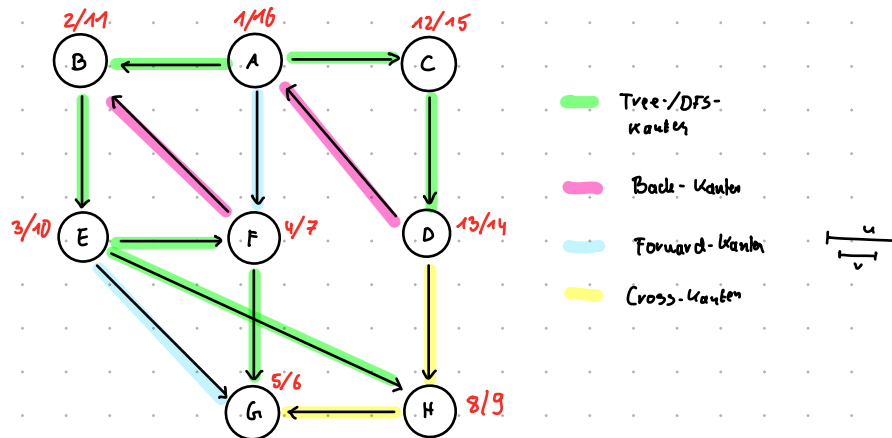 2/11
1/16
12/15
B
A
C
Tree-/DFS-
Kanten
Back-Kanten
3/10
E
4/7
F
D
13/14
Forward-Kanten
u
v
Cross-Kanten
5/6
G
H
8/9